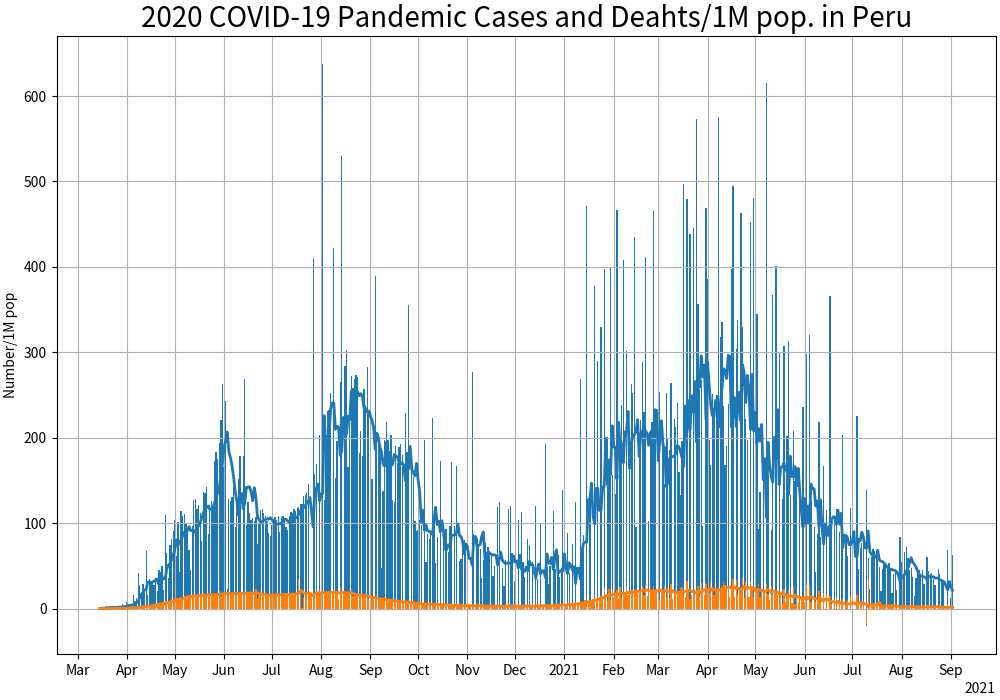 2020 COVID-19 Pandemic Cases and Deahts/1M pop. in Peru
Number/1M pop
600
500
400
300
200
100
0
Mar Apr May Jun Jul Aug Sep Oct Nov Dec 2021 Feb Mar Apr May Jun Jul Aug Sep
2021